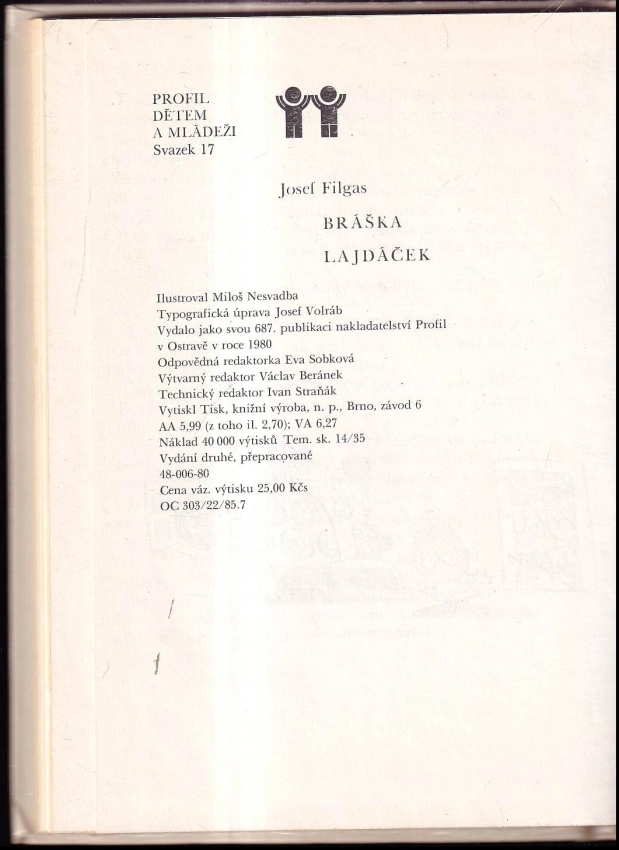 PROFIL
DĚTEM
A MLÁDEŽI
Svazek 17
Josef Filgas
BRÁŠKA
LAJDÁČEK
Ilustroval Miloš Nesvadba
Typografická úprava Josef Volráb
Vydalo jako svou 687. publikaci nakladatelství Profil
v Ostravě v roce 1980
Odpovědná redaktorka Eva Sobková
Výtvarný redaktor Václav Beránek
Technický redaktor Ivan Straňák
Vytiskl Tisk, knižní výroba, n. p., Brno, závod 6
AA 5,99 (z toho il. 2,70); VA 6,27
Náklad 40 000 výtisků Tem. sk. 14/35
Vydání druhé, přepracované
48-006-80
Cena váz. výtisku 25,00 Kčs
OC 303/22/85.7